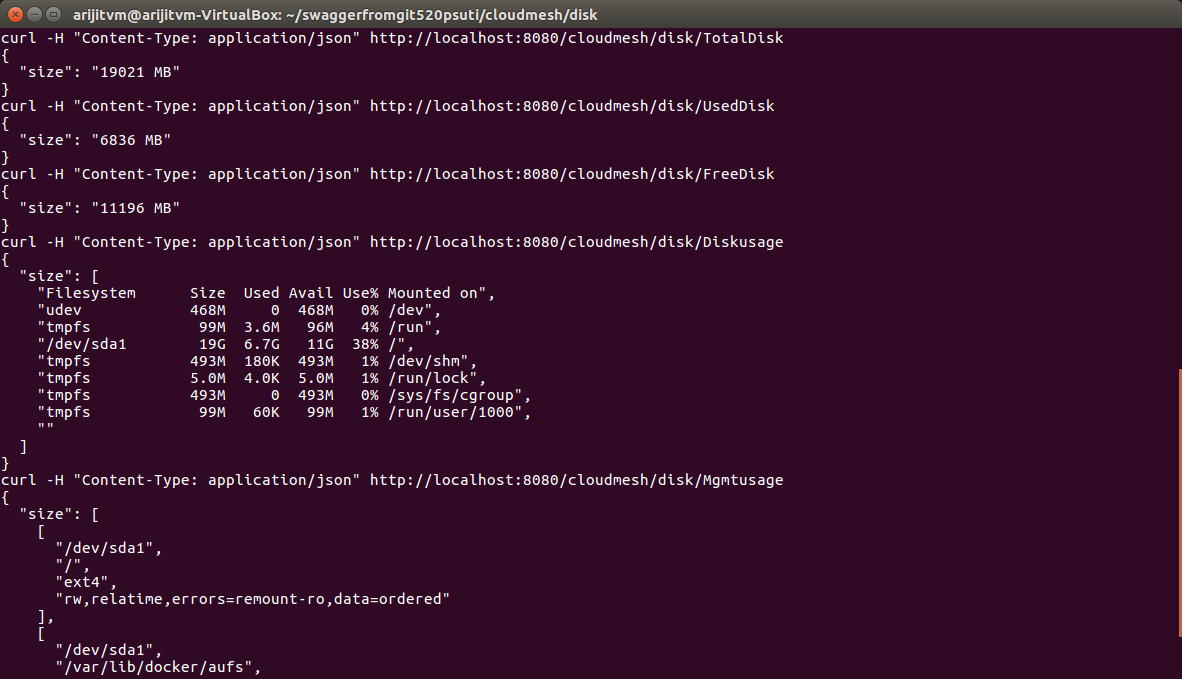 arijitvm@arijitvm-VirtualBox: ~/swaggerfromgit520psuti/cloudmesh/disk
curl -H "Content-Type: application/json" http://localhost:8080/cloudmesh/disk/TotalDisk
{
  "size": "19021 MB"
}
curl -H "Content-Type: application/json" http://localhost:8080/cloudmesh/disk/UsedDisk
{
  "size": "6836 MB"
}
curl -H "Content-Type: application/json" http://localhost:8080/cloudmesh/disk/FreeDisk
{
  "size": "11196 MB"
}
curl -H "Content-Type: application/json" http://localhost:8080/cloudmesh/disk/Diskusage
{
  "size": [
    "Filesystem      Size  Used Avail Use% Mounted on",
    "udev            468M     0  468M   0% /dev",
    "tmpfs            99M  3.6M   96M   4% /run",
    "/dev/sda1        19G  6.7G   11G  38% /",
    "tmpfs           493M  180K  493M   1% /dev/shm",
    "tmpfs           5.0M  4.0K  5.0M   1% /run/lock",
    "tmpfs           493M     0  493M   0% /sys/fs/cgroup",
    "tmpfs            99M   60K   99M   1% /run/user/1000",
    ""
  ]
}
curl -H "Content-Type: application/json" http://localhost:8080/cloudmesh/disk/Mgmtusage
{
  "size": [
    [
      "/dev/sda1",
      "/",
      "ext4",
      "rw,relatime,errors=remount-ro,data=ordered"
    ],
    [
      "/dev/sda1",
      "/var/lib/docker/aufs",